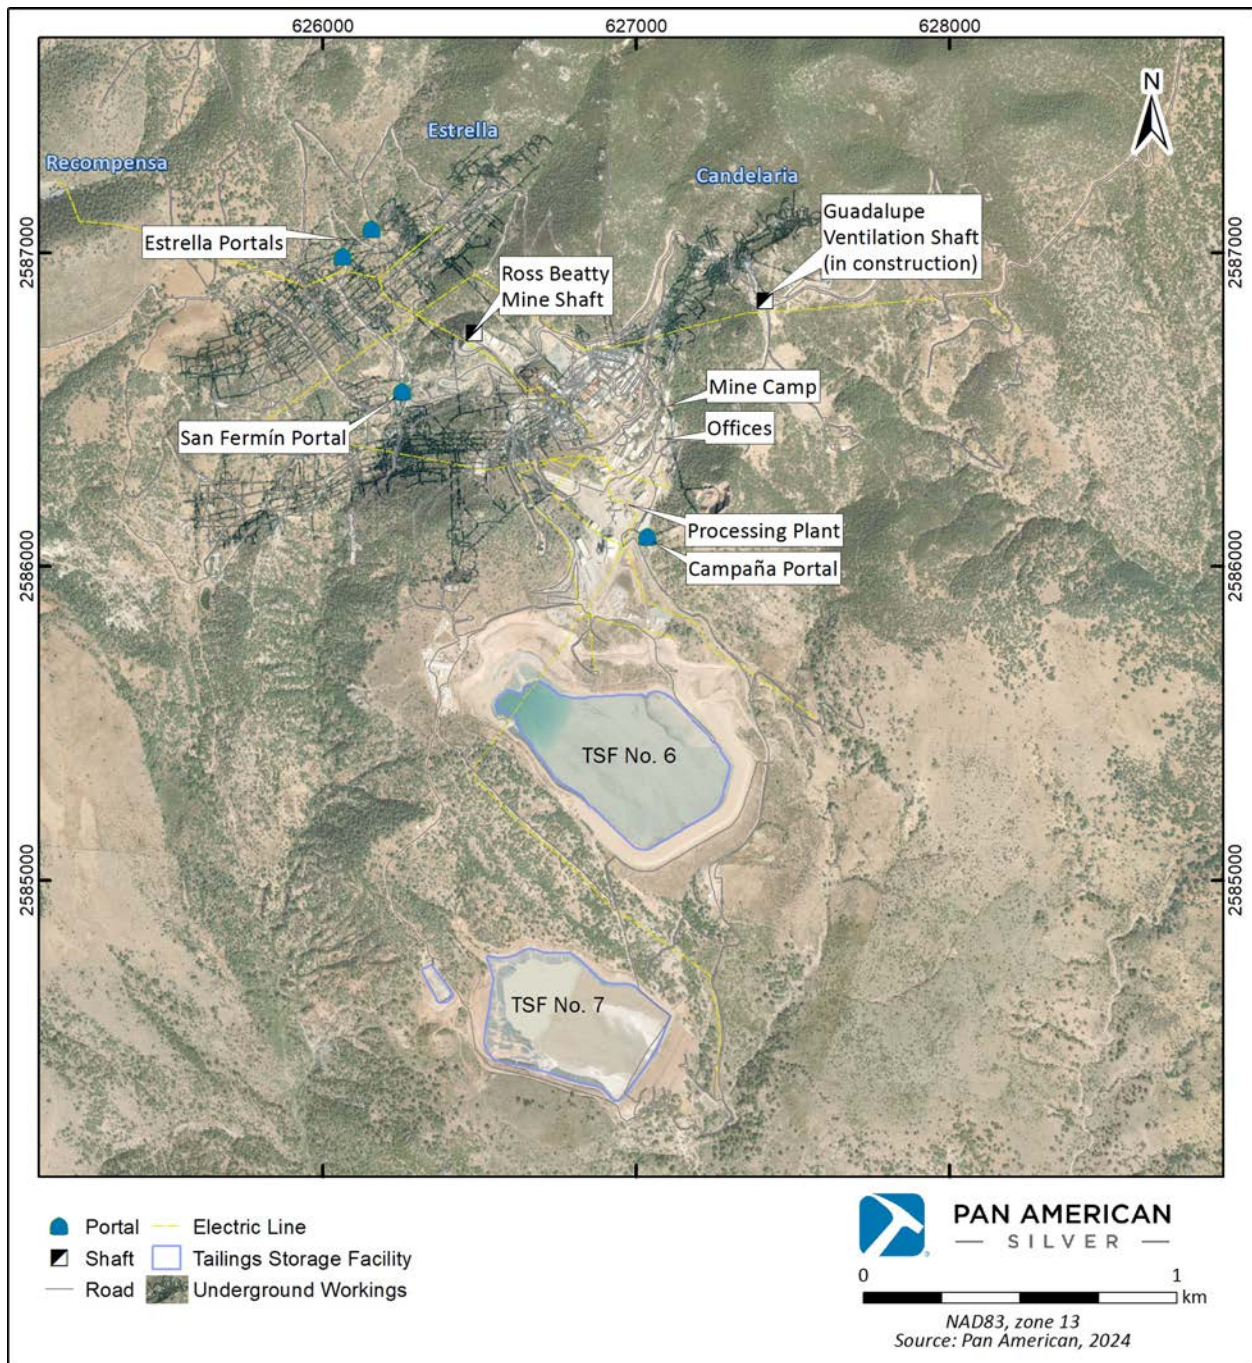 626000
627000
628000
N
Estrella
Recompensa
Candelaria
Guadalupe
Ventilation Shaft
(in construction)
Estrella Portals
Ross Beatty
Mine Shaft
2587000
2587000
Mine Camp
San Fermín Portal
Offices
Processing Plant
Campaña Portal
2586000
2586000
TSF No. 6
2585000
2585000
TSF No. 7
Portal
Electric Line
Shaft
Tailings Storage Facility
Road
Underground Workings
PAN AMERICAN
SILVER
0
1
km
NAD83, zone 13
Source: Pan American, 2024